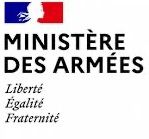 MINISTÈRE
DES ARMÉES
Liberté
Égalité
Fraternité